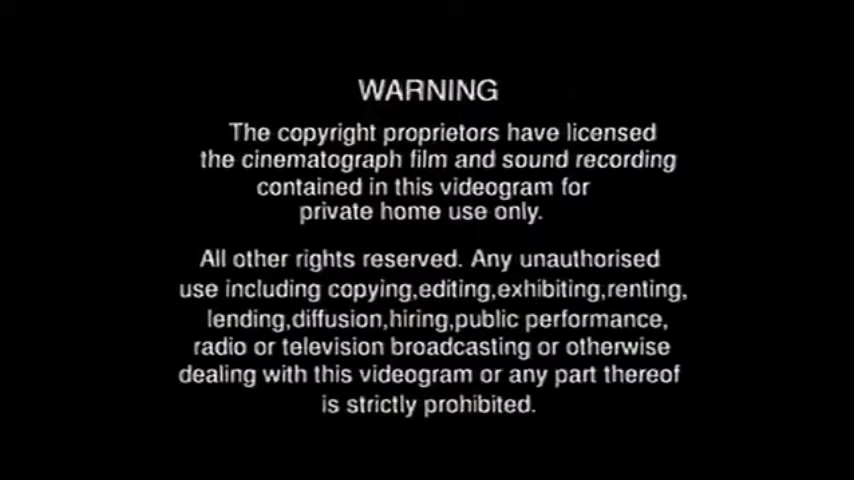 WARNING
The copyright proprietors have licensed
the cinematograph film and sound recording
contained in this videogram for
private home use only.
All other rights reserved. Any unauthorised
use including copying,editing,exhibiting,renting,
lending,diffusion,hiring,public performance,
radio or television broadcasting or otherwise
dealing with this videogram or any part thereof
is strictly prohibited.